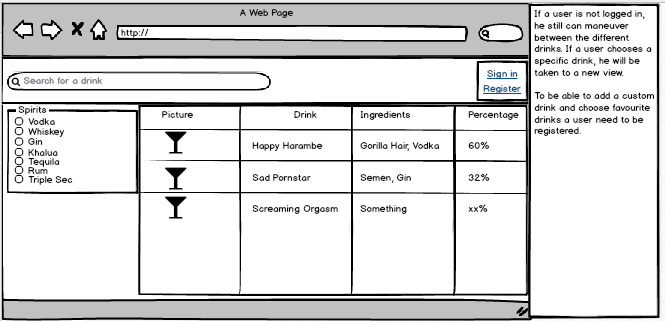 A Web Page
http://
Search for a drink
Sign in
Register
Spirits
Vodka
Whiskey
Gin
Khalua
Tequila
Rum
Triple Sec
Picture Drink Ingredients Percentage
Happy Harambe Gorilla Hair, Vodka 60%
Sad Pornstar Semen, Gin 32%
Screaming Orgasm Something xx%
If a user is not logged in,
he still can maneuver
between the different
drinks. If a user chooses a
specific drink, he will be
taken to a new view.
To be able to add a custom
drink and choose favourite
drinks a user need to be
registered.